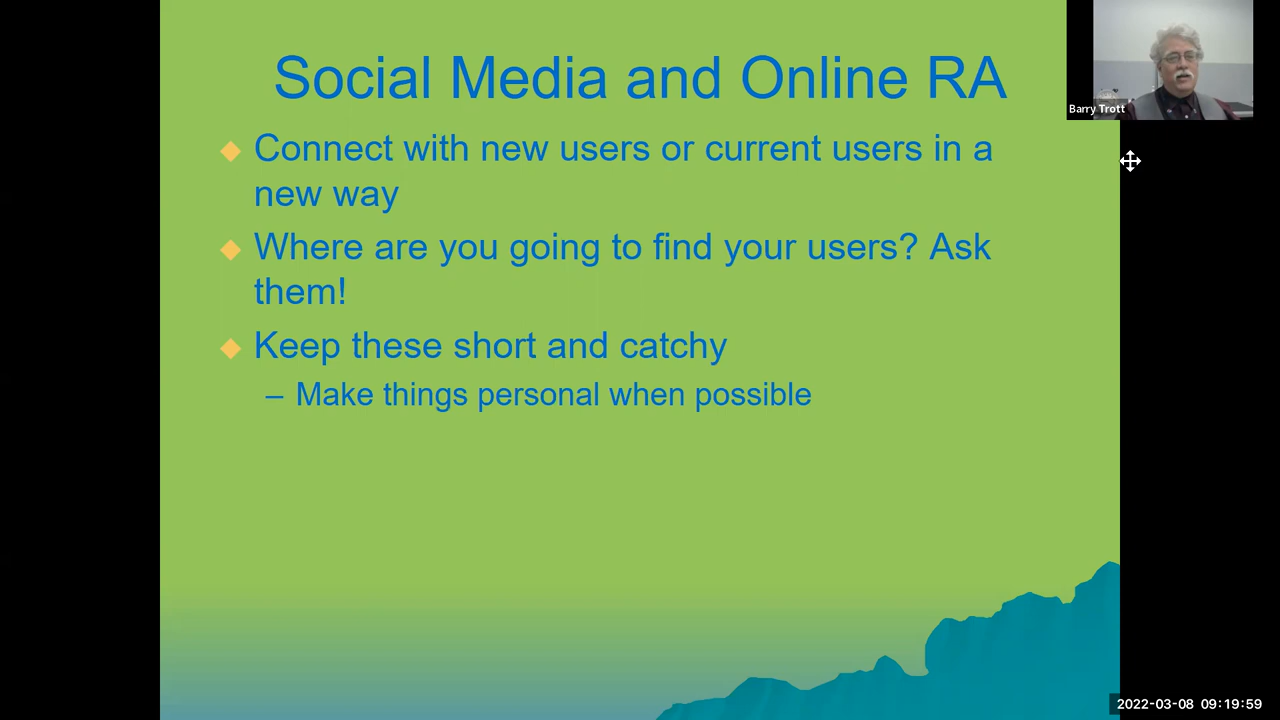 Social Media and Online RA
Connect with new users or current users in a
new way
Where are you going to find your users? Ask
them!
Keep these short and catchy
– Make things personal when possible
Barry Trott
2022-03-08 09:19:59